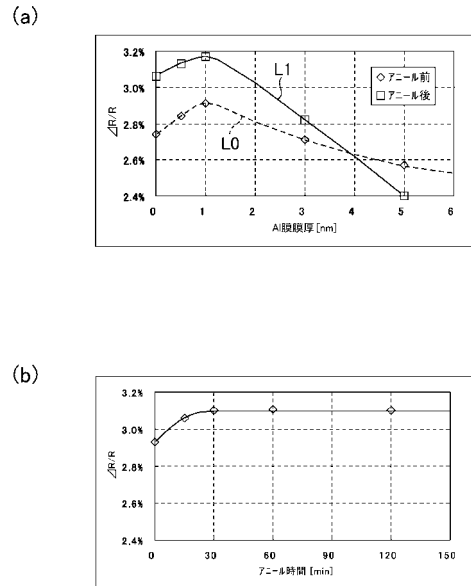 (a)
3.2%
3.0%
2.8%
2.6%
2.4%
⊿R/R
L1
L0
アニール前
アニール後
0 1 2 3 4 5 6
Al膜膜厚[nm]
(b)
3.2%
3.0%
2.8%
2.6%
2.4%
⊿R/R
0 30 60 90 120 150
アニール時間[min]